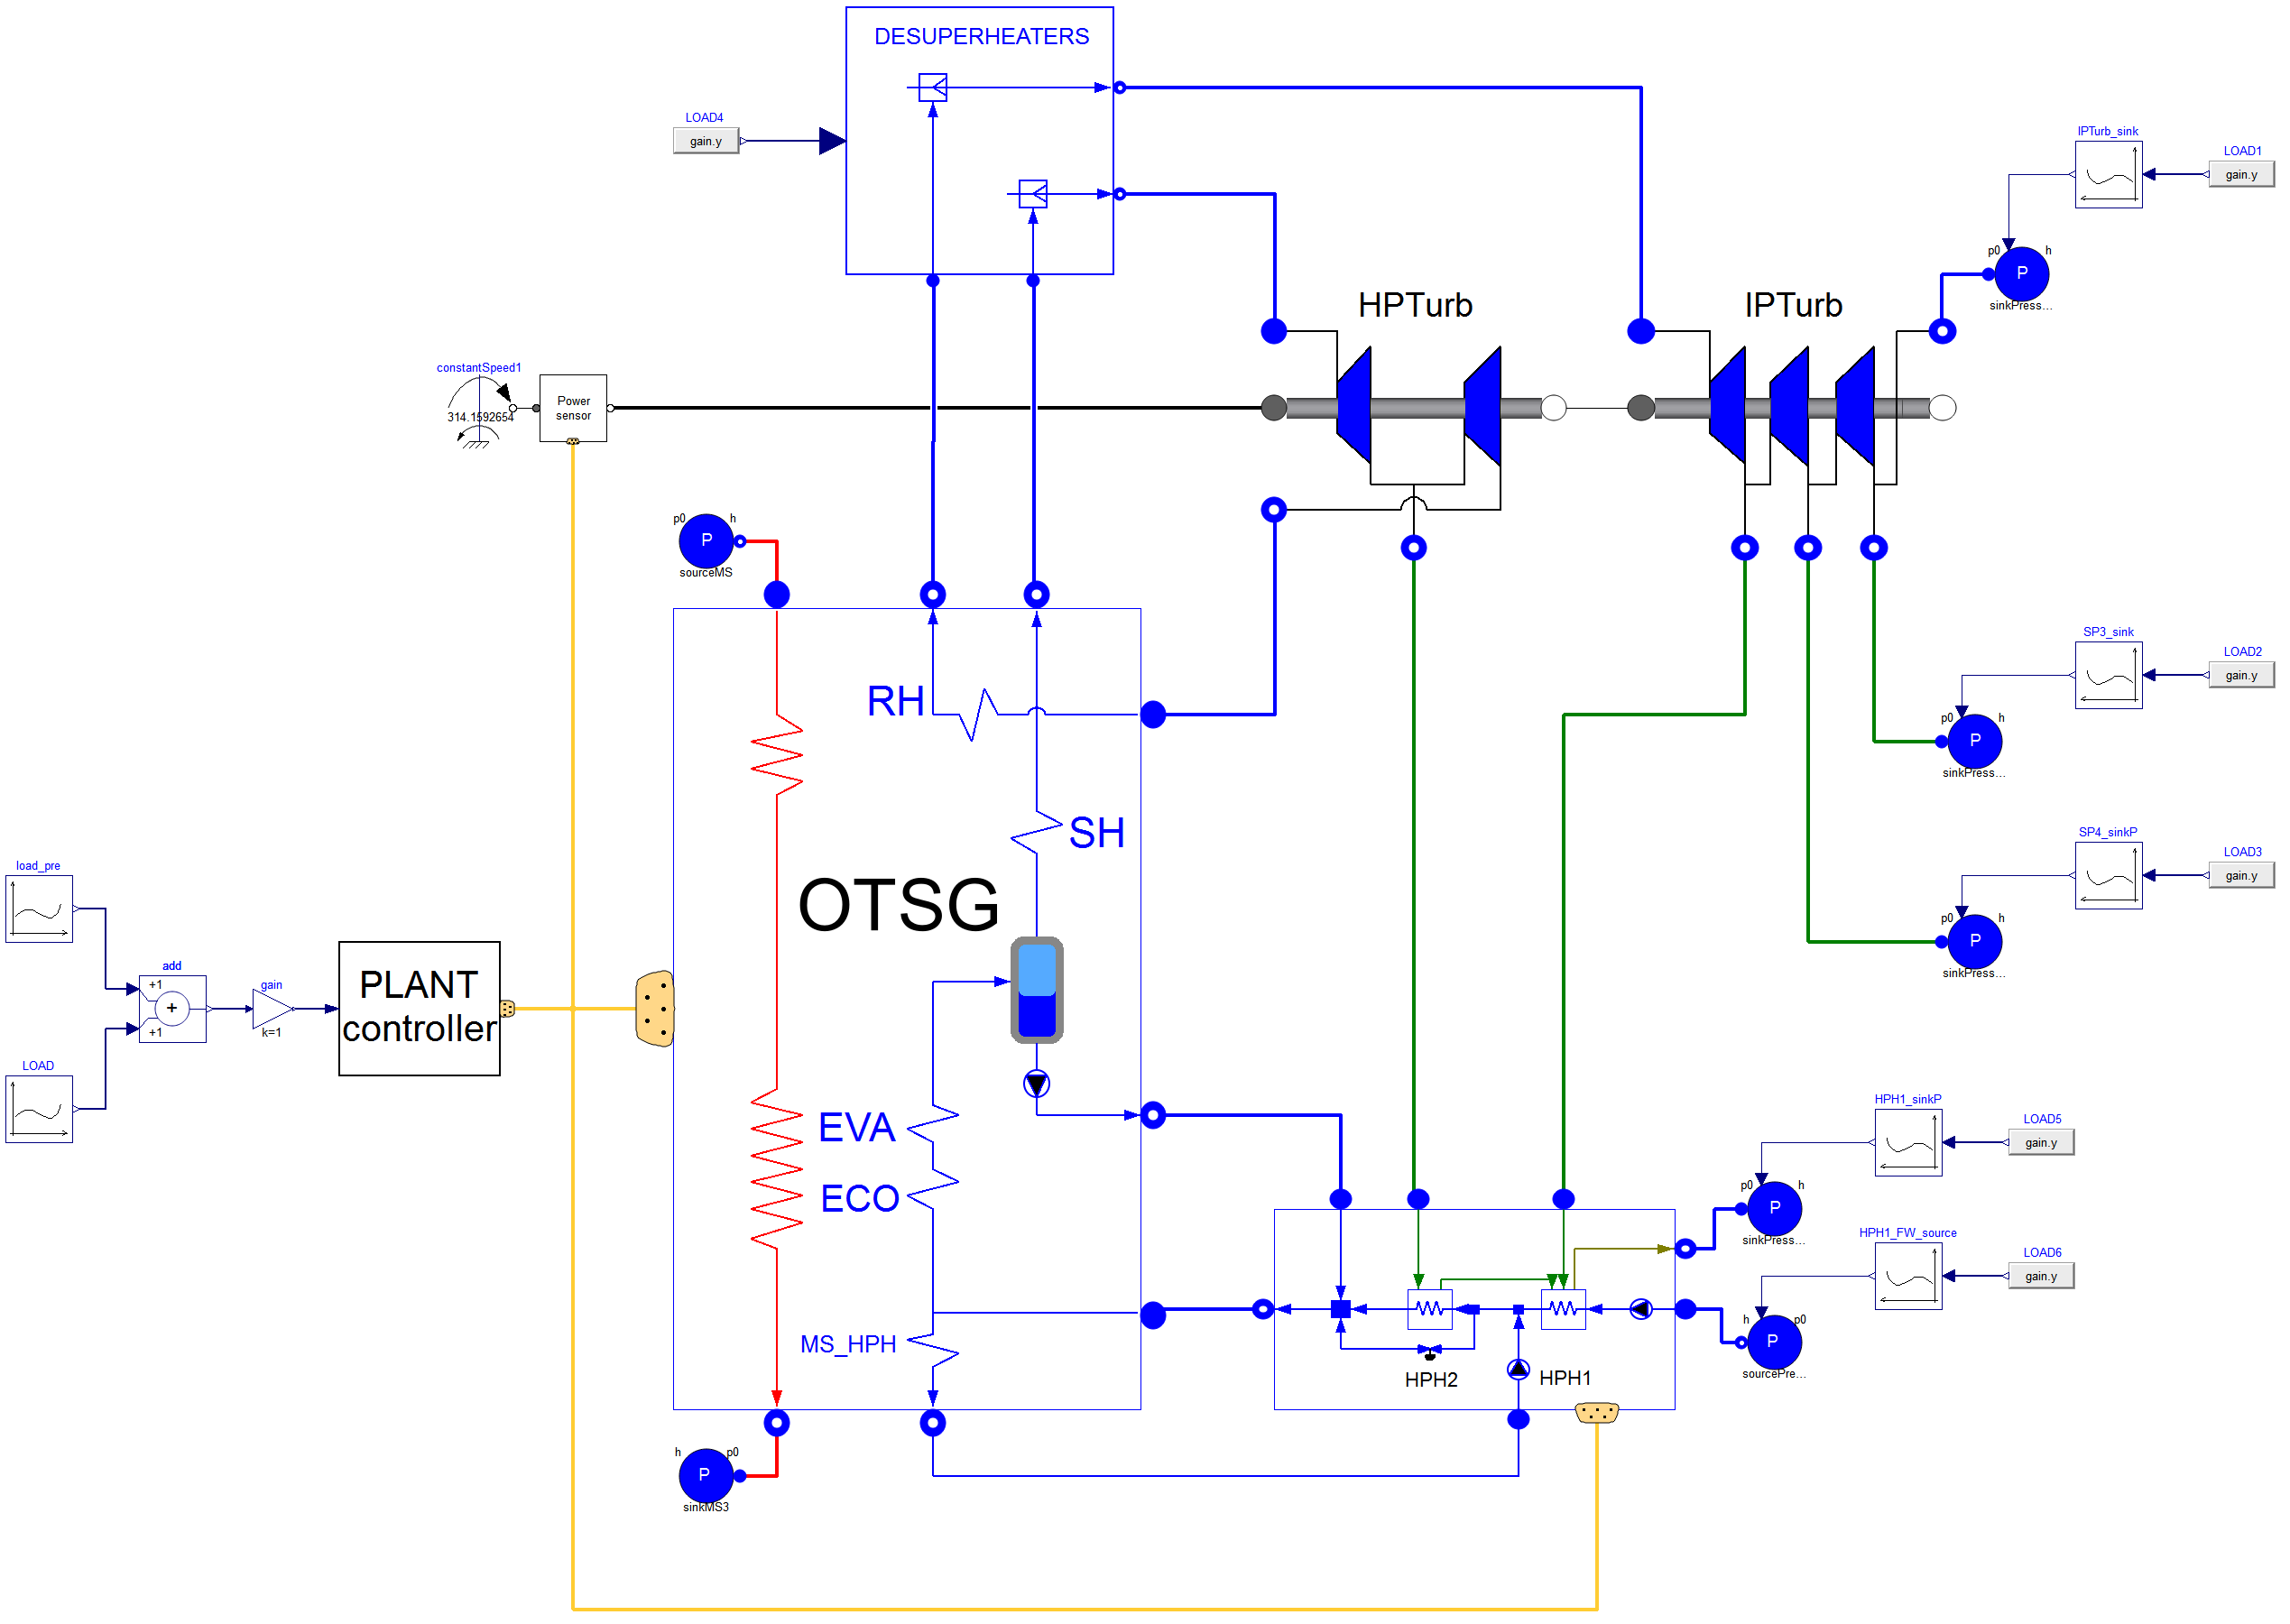 DESUPERHEATERS
LOAD4
gain.y
IPTurb_sink
LOAD1
gain.y
p0
h
P
sinkPress...
HPTurb
IPTurb
constantSpeed1
314.1592654
Power
sensor
p0
h
P
sourceMS
RH
SH
OTSG
SP3_sink
LOAD2
gain.y
p0
h
P
sinkPress...
SP4_sinkP
LOAD3
gain.y
p0
h
P
sinkPress...
load_pre
add
+1
+
+1
gain
k=1
PLANT
controller
LOAD
EVA
ECO
MS_HPH
HPH1_sinkP
LOAD5
gain.y
p0
h
P
sinkPress...
HPH1_FW_source
LOAD6
gain.y
h
p0
P
sourcePre...
HPH2
HPH1
h
p0
P
sinkMS3